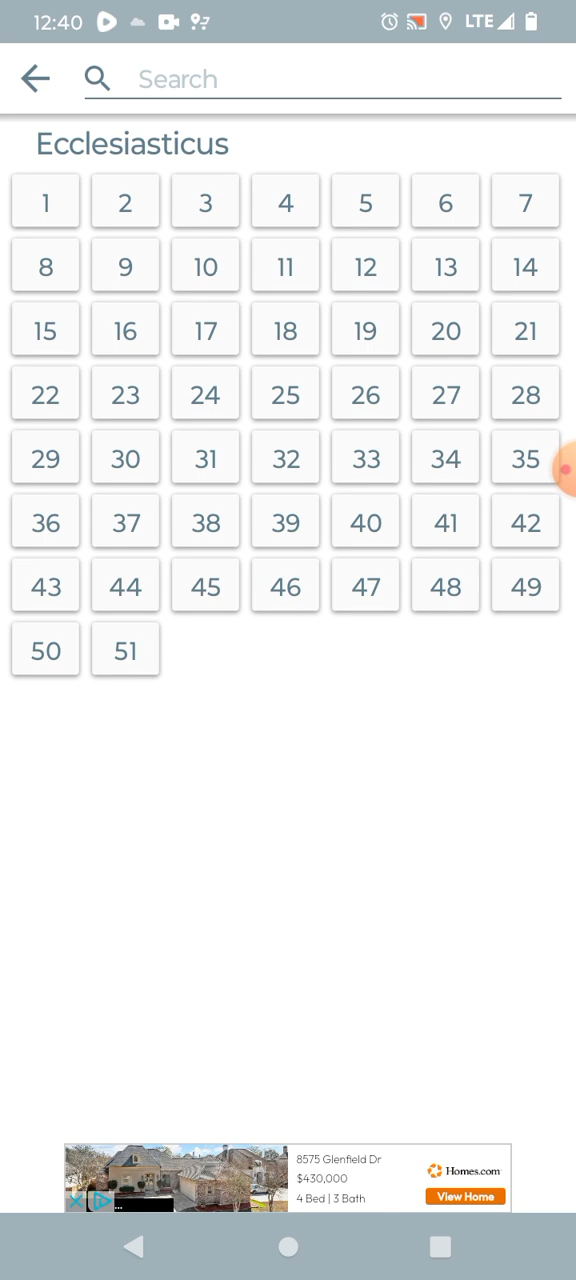 12:40 LTE
Search
Ecclesiasticus
1 2 3 4 5 6 7
8 9 10 11 12 13 14
15 16 17 18 19 20 21
22 23 24 25 26 27 28
29 30 31 32 33 34 35
36 37 38 39 40 41 42
43 44 45 46 47 48 49
50 51
8575 Glenfield Dr
$430,000
4 Bed | 3 Bath
Homes.com
View Home
...